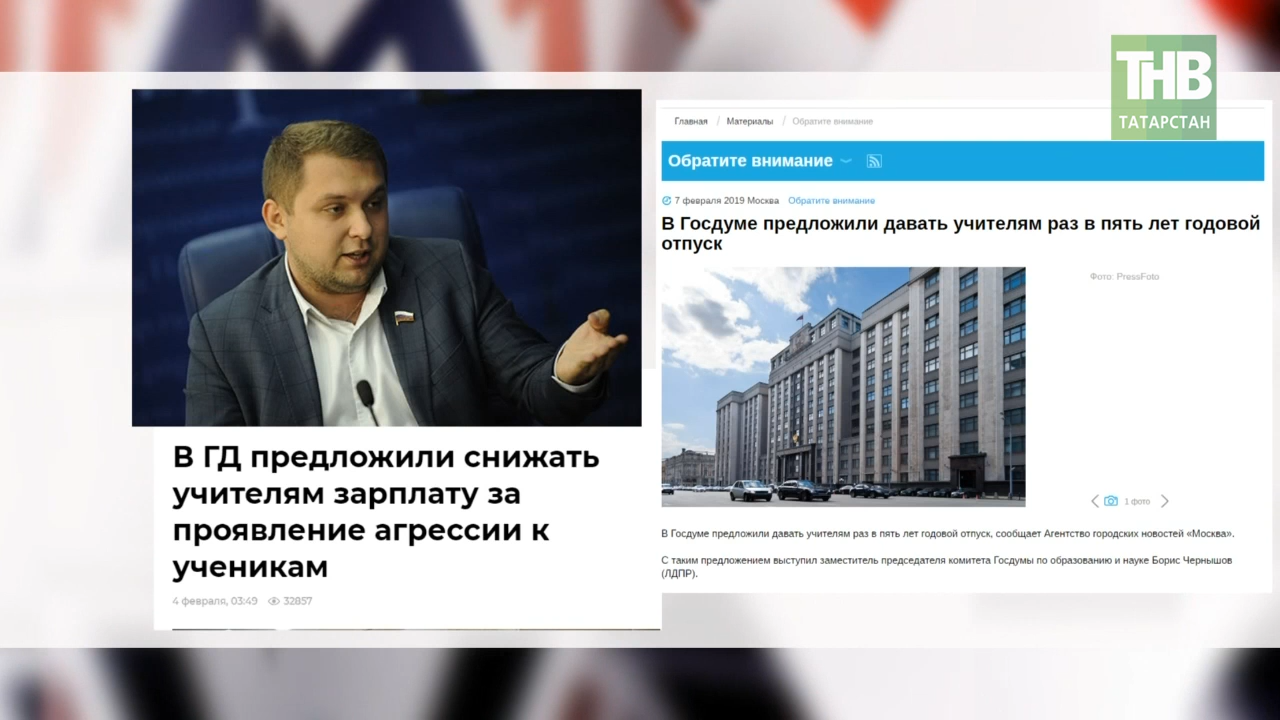 ТНВ
ТАТАРСТАН
В ГД предложили снижать
учителям зарплату за
проявление агрессии к
ученикам
4 февраля, 03:49 32857
Главная / Материалы / Обратите внимание
Обратите внимание
7 февраля 2019 Москва Обратите внимание
В Госдуме предложили давать учителям раз в пять лет годовой
отпуск
Фото: PressFoto
1 фото
В Госдуме предложили давать учителям раз в пять лет годовой отпуск, сообщает Агентство городских новостей «Москва».
С таким предложением выступил заместитель председателя комитета Госдумы по образованию и науке Борис Чернышов
(ЛДПР).